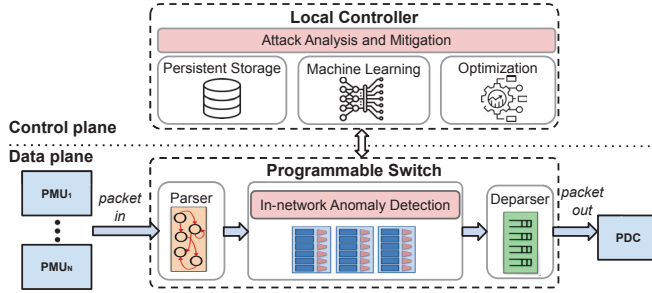 Local Controller
Attack Analysis and Mitigation
Persistent Storage
Machine Learning
Optimization
Control plane
Data plane
Programmable Switch
PMU₁
packet
in
Parser
In-network Anomaly Detection
Deparser
packet
out
PMUN
PDC